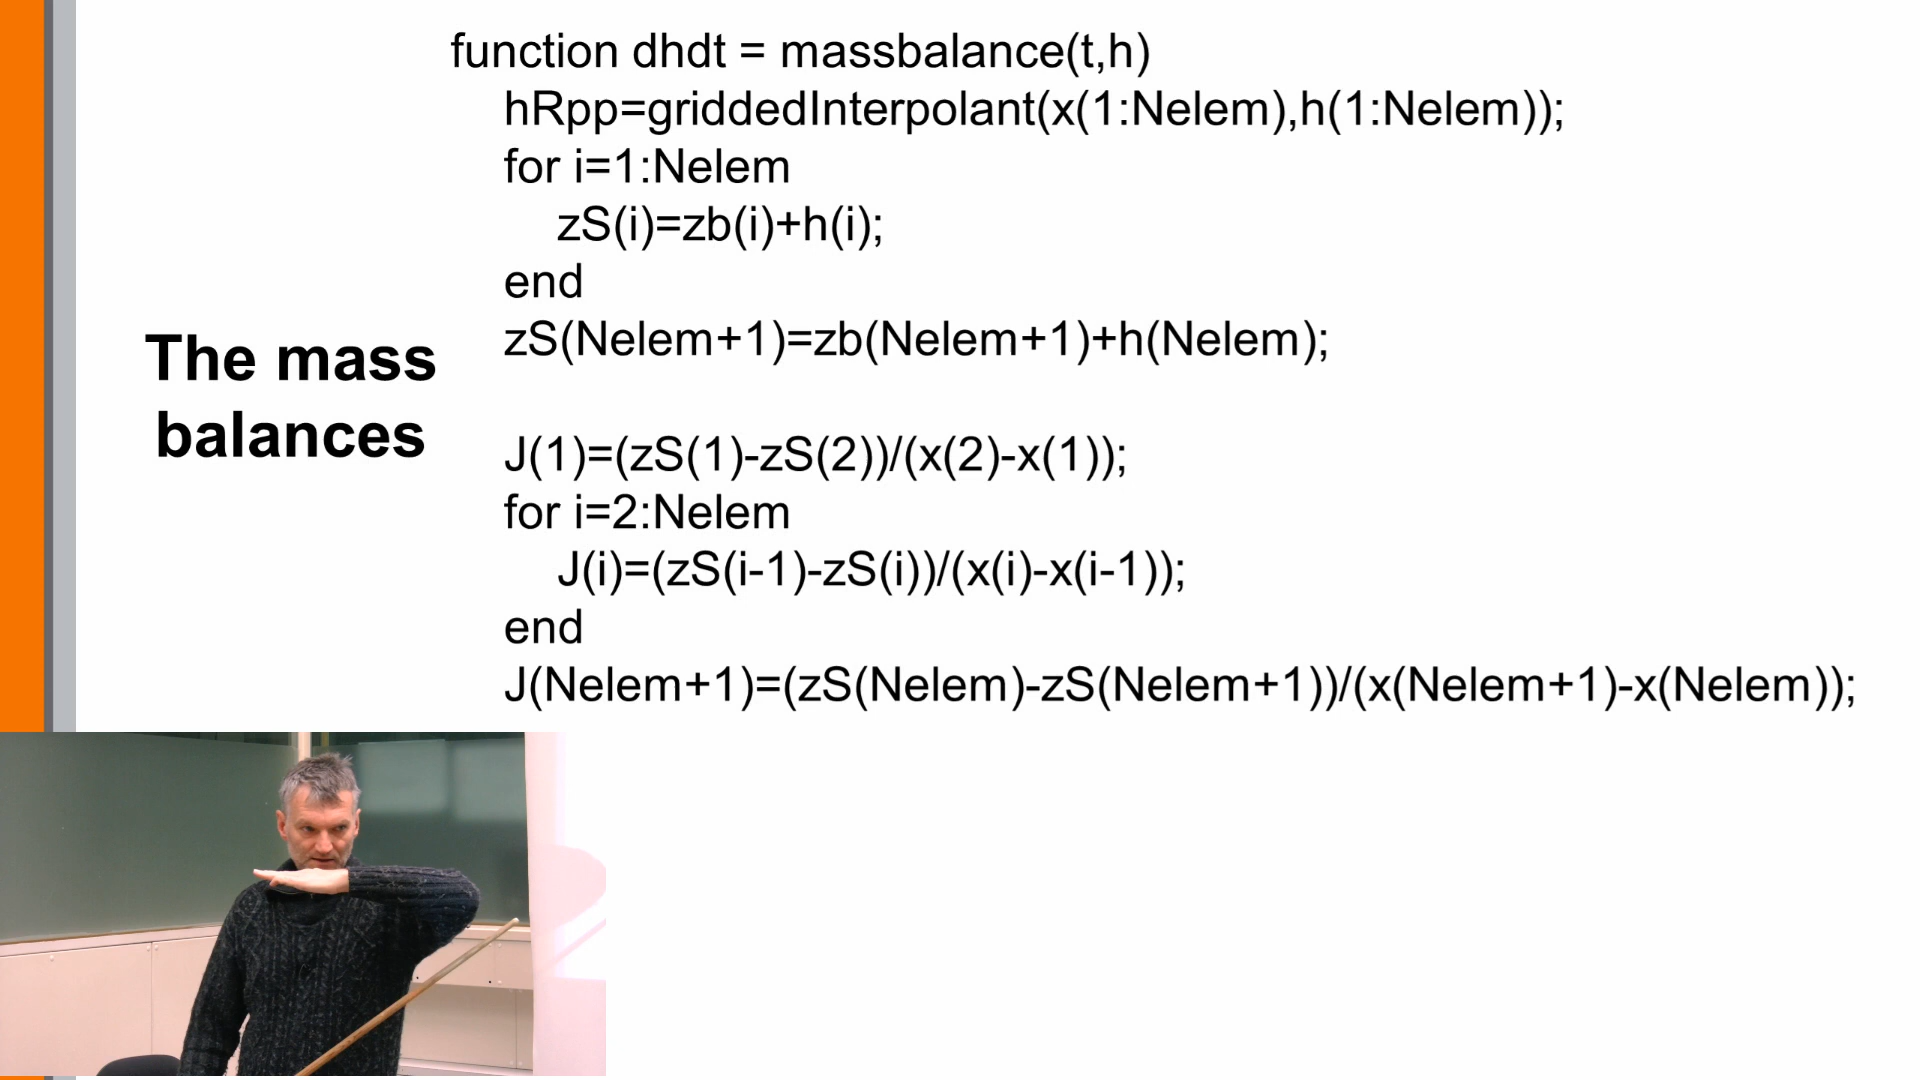 The mass
balances
function dhdt = massbalance(t,h)
hRpp=griddedInterpolant(x(1:Nelem),h(1:Nelem));
for i=1:Nelem
zS(i)=zb(i)+h(i);
end
zS(Nelem+1)=zb(Nelem+1)+h(Nelem);
J(1)=(zS(1)-zS(2))/(x(2)-x(1));
for i=2:Nelem
J(i)=(zS(i-1)-zS(i))/(x(i)-x(i-1));
end
J(Nelem+1)=(zS(Nelem)-zS(Nelem+1))/(x(Nelem+1)-x(Nelem));